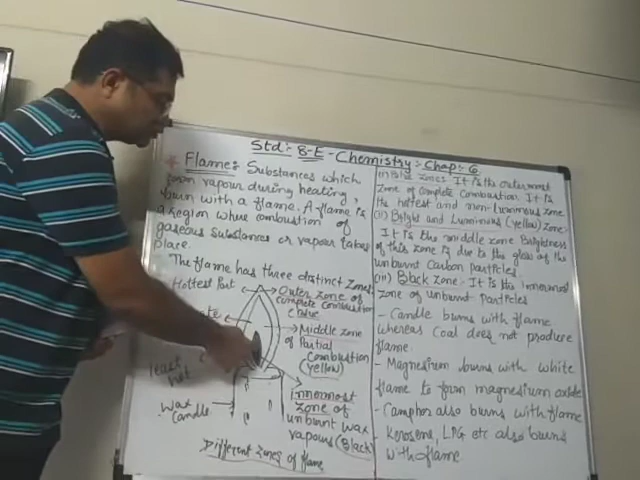 Std:- 8-E - Chemistry:- Chap:- 6
* Flame:- Substances which
form vapour during heating,
burn with a flame. A flame is
a region where combustion of
gaseous substances or vapour takes
place.
The flame has three distinct zones
Hottest Part
Outer zone of
complete combustion
(Blue)
Middle zone
of Partial
Combustion
(yellow)
least
hot
Wax
Candle
innermost
zone of
unburnt wax
vapours (Black)
Different zones of flame
(i) Blue zone: It is the outermost
zone of complete Combustion. It is
the hottest and non-luminous zone
(ii) Bright and Luminous (yellow) zone:
It is the middle zone Brightness
of this zone is due to the glow of the
unburnt Carbon particles.
(iii) Black zone: It is the innermost
zone of unburnt particles
- Candle burns with flame
whereas Coal does not produce
flame.
- Magnesium burns with white
flame to form magnesium oxide
- Camphor also burns with flame
- Kerosene, LPG etc also burns
with flame